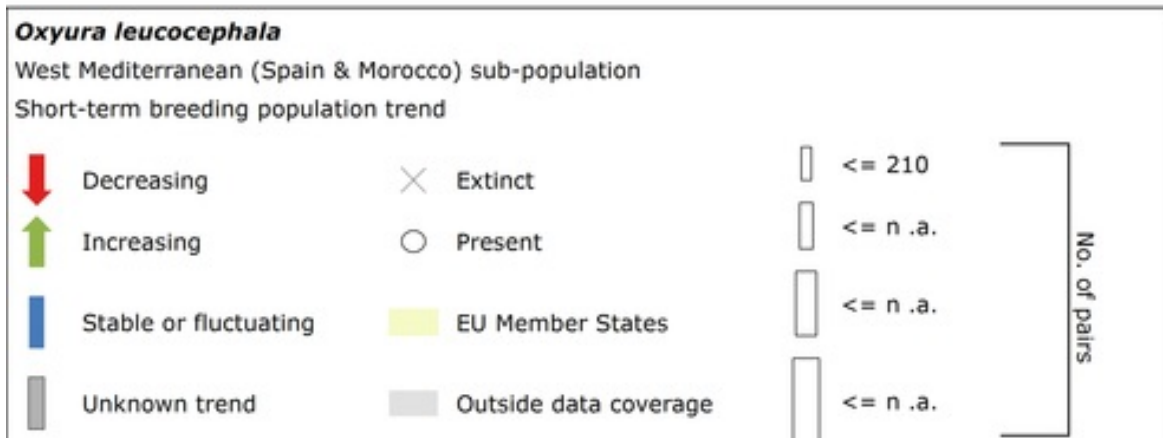 Oxyura leucocephala
West Mediterranean (Spain & Morocco) sub-population
Short-term breeding population trend
Decreasing
Extinct
<= 210
Increasing
Present
<= n .a.
Stable or fluctuating
EU Member States
<= n .a.
Unknown trend
Outside data coverage
<= n .a.
No. of pairs